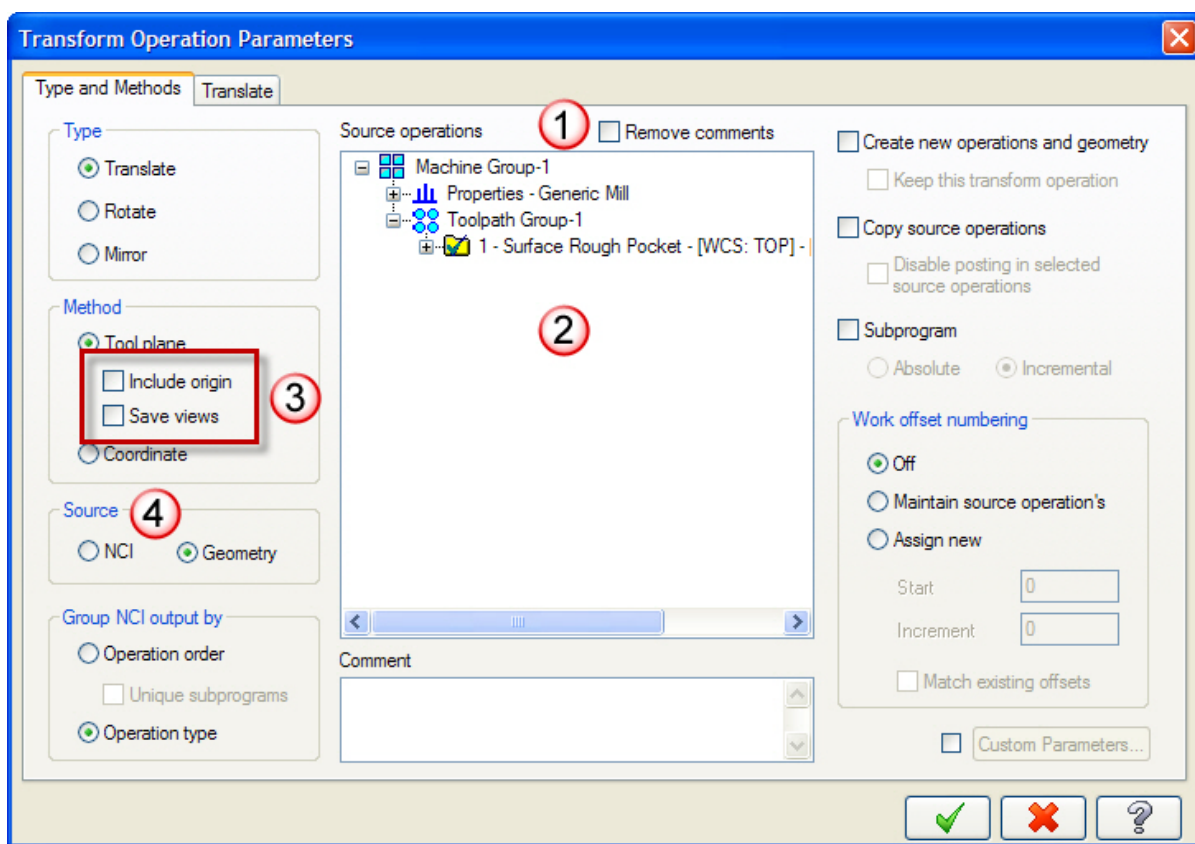 Transform Operation Parameters
Type and Methods
Translate
Type
Translate
Rotate
Mirror
Method
Tool plane
Include origin
Save views
3
Coordinate
Source
4
NCI
Geometry
Group NCI output by
Operation order
Unique subprograms
Operation type
Source operations
1
Remove comments
Machine Group-1
Properties - Generic Mill
Toolpath Group-1
1 - Surface Rough Pocket - [WCS: TOP] -
2
Comment
Create new operations and geometry
Keep this transform operation
Copy source operations
Disable posting in selected
source operations
Subprogram
Absolute
Incremental
Work offset numbering
Off
Maintain source operation's
Assign new
Start
0
Increment
0
Match existing offsets
Custom Parameters...